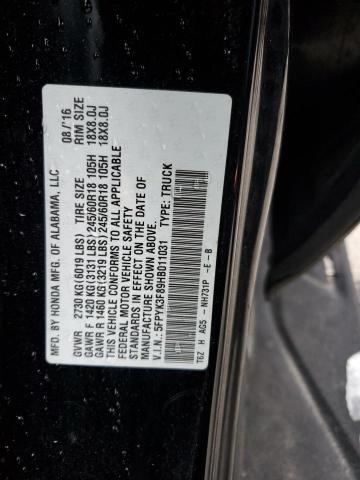 MFD. BY HONDA MFG. OF ALABAMA, LLC 08/'16
GVWR 2730 KG (6019 LBS) TIRE SIZE RIM SIZE
GAWR F 1420 KG (3131 LBS) 245/60R18 105H 18X8.0J
GAWR R 1460 KG (3219 LBS) 245/60R18 105H 18X8.0J
THIS VEHICLE CONFORMS TO ALL APPLICABLE
FEDERAL MOTOR VEHICLE SAFETY
STANDARDS IN EFFECT ON THE DATE OF
MANUFACTURE SHOWN ABOVE.
V.I.N.: 5FPYK3F89HB011031 TYPE: TRUCK
T6Z H AG5 NH731P -E -B